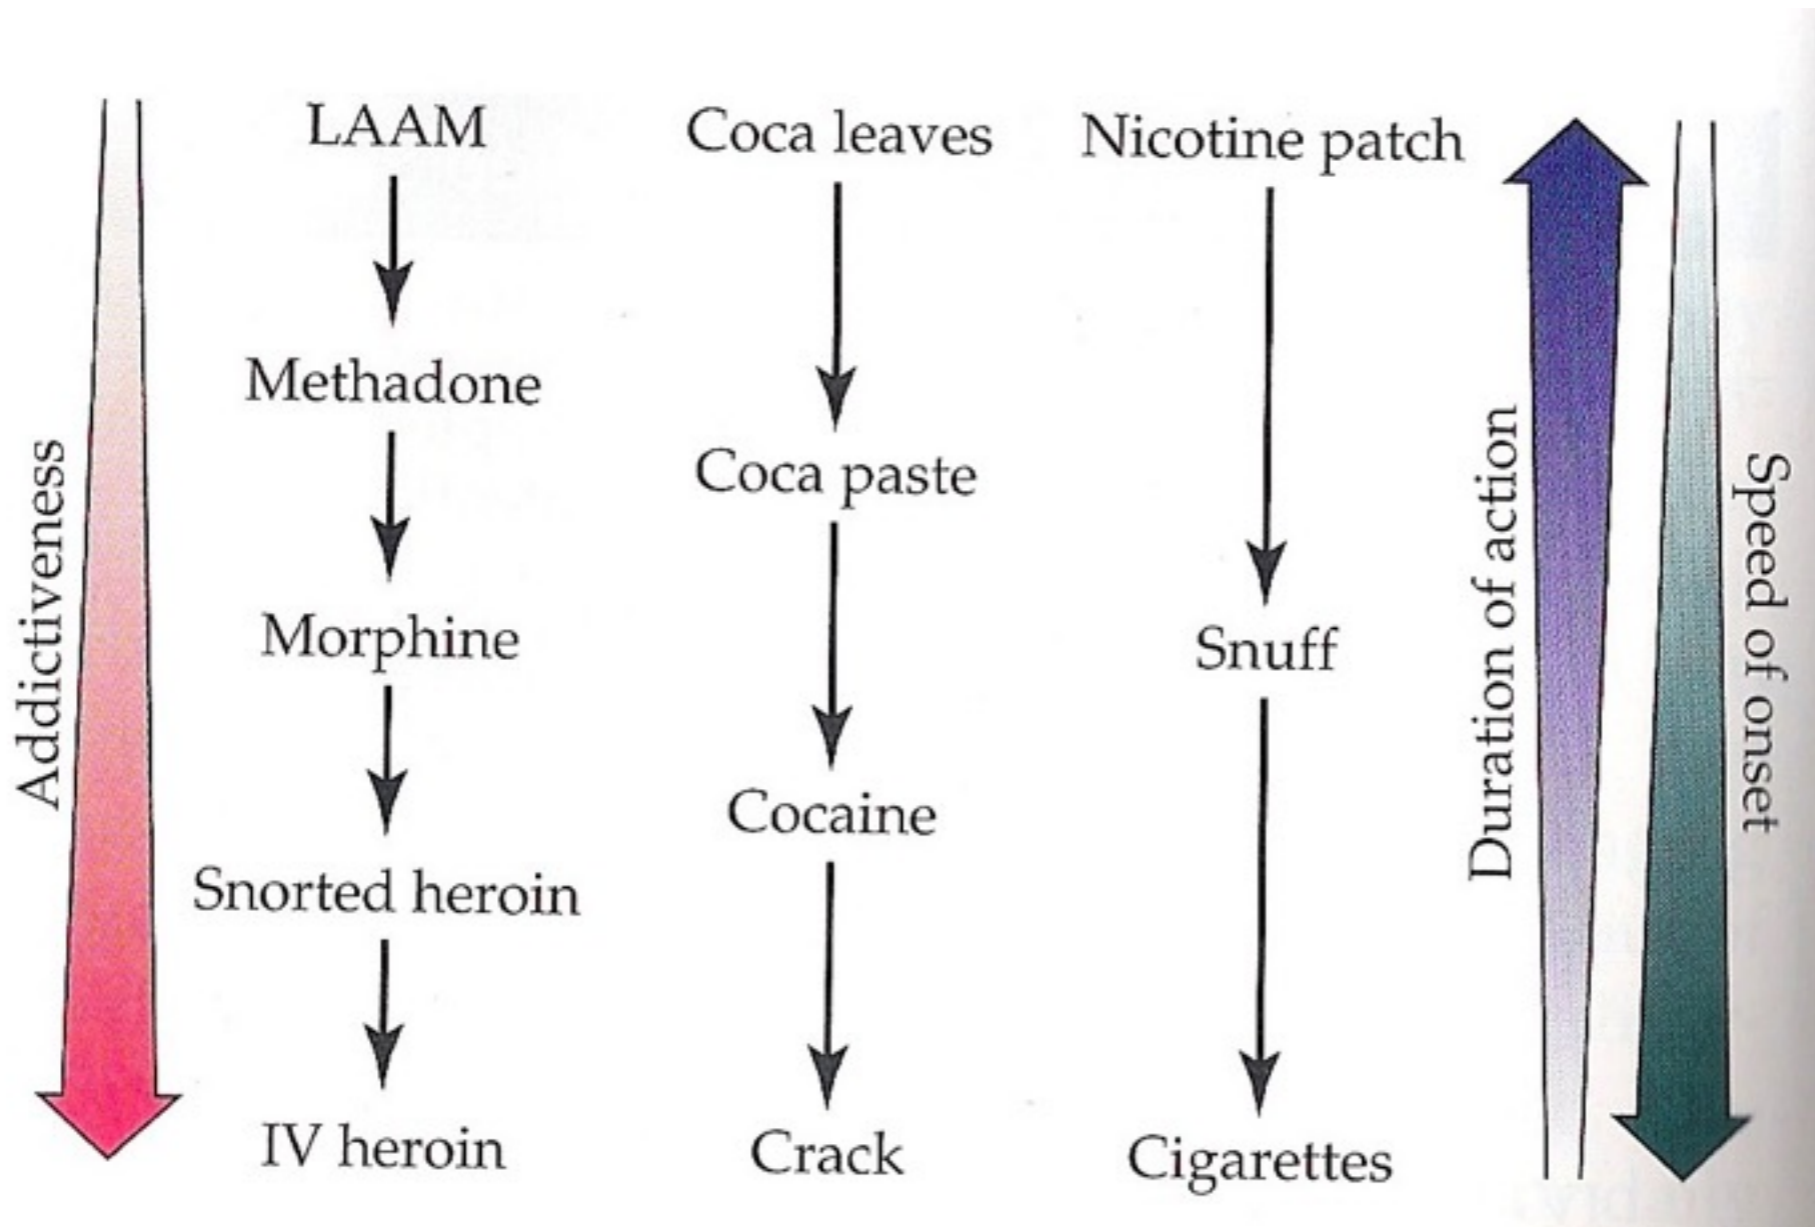 Addictiveness
LAAM
Methadone
Morphine
Snorted heroin
IV heroin
Coca leaves
Coca paste
Cocaine
Crack
Nicotine patch
Snuff
Cigarettes
Duration of action
Speed of onset